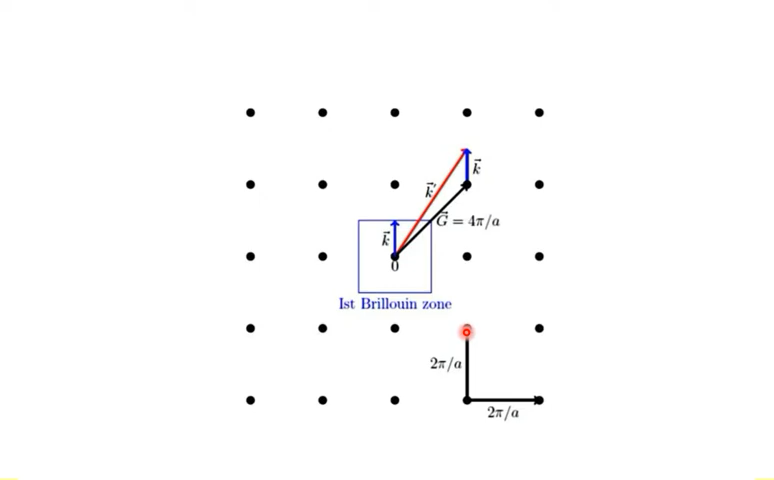 k⃗
k⃗′
G⃗ = 4π/a
k⃗
0
Ist Brillouin zone
2π/a
2π/a